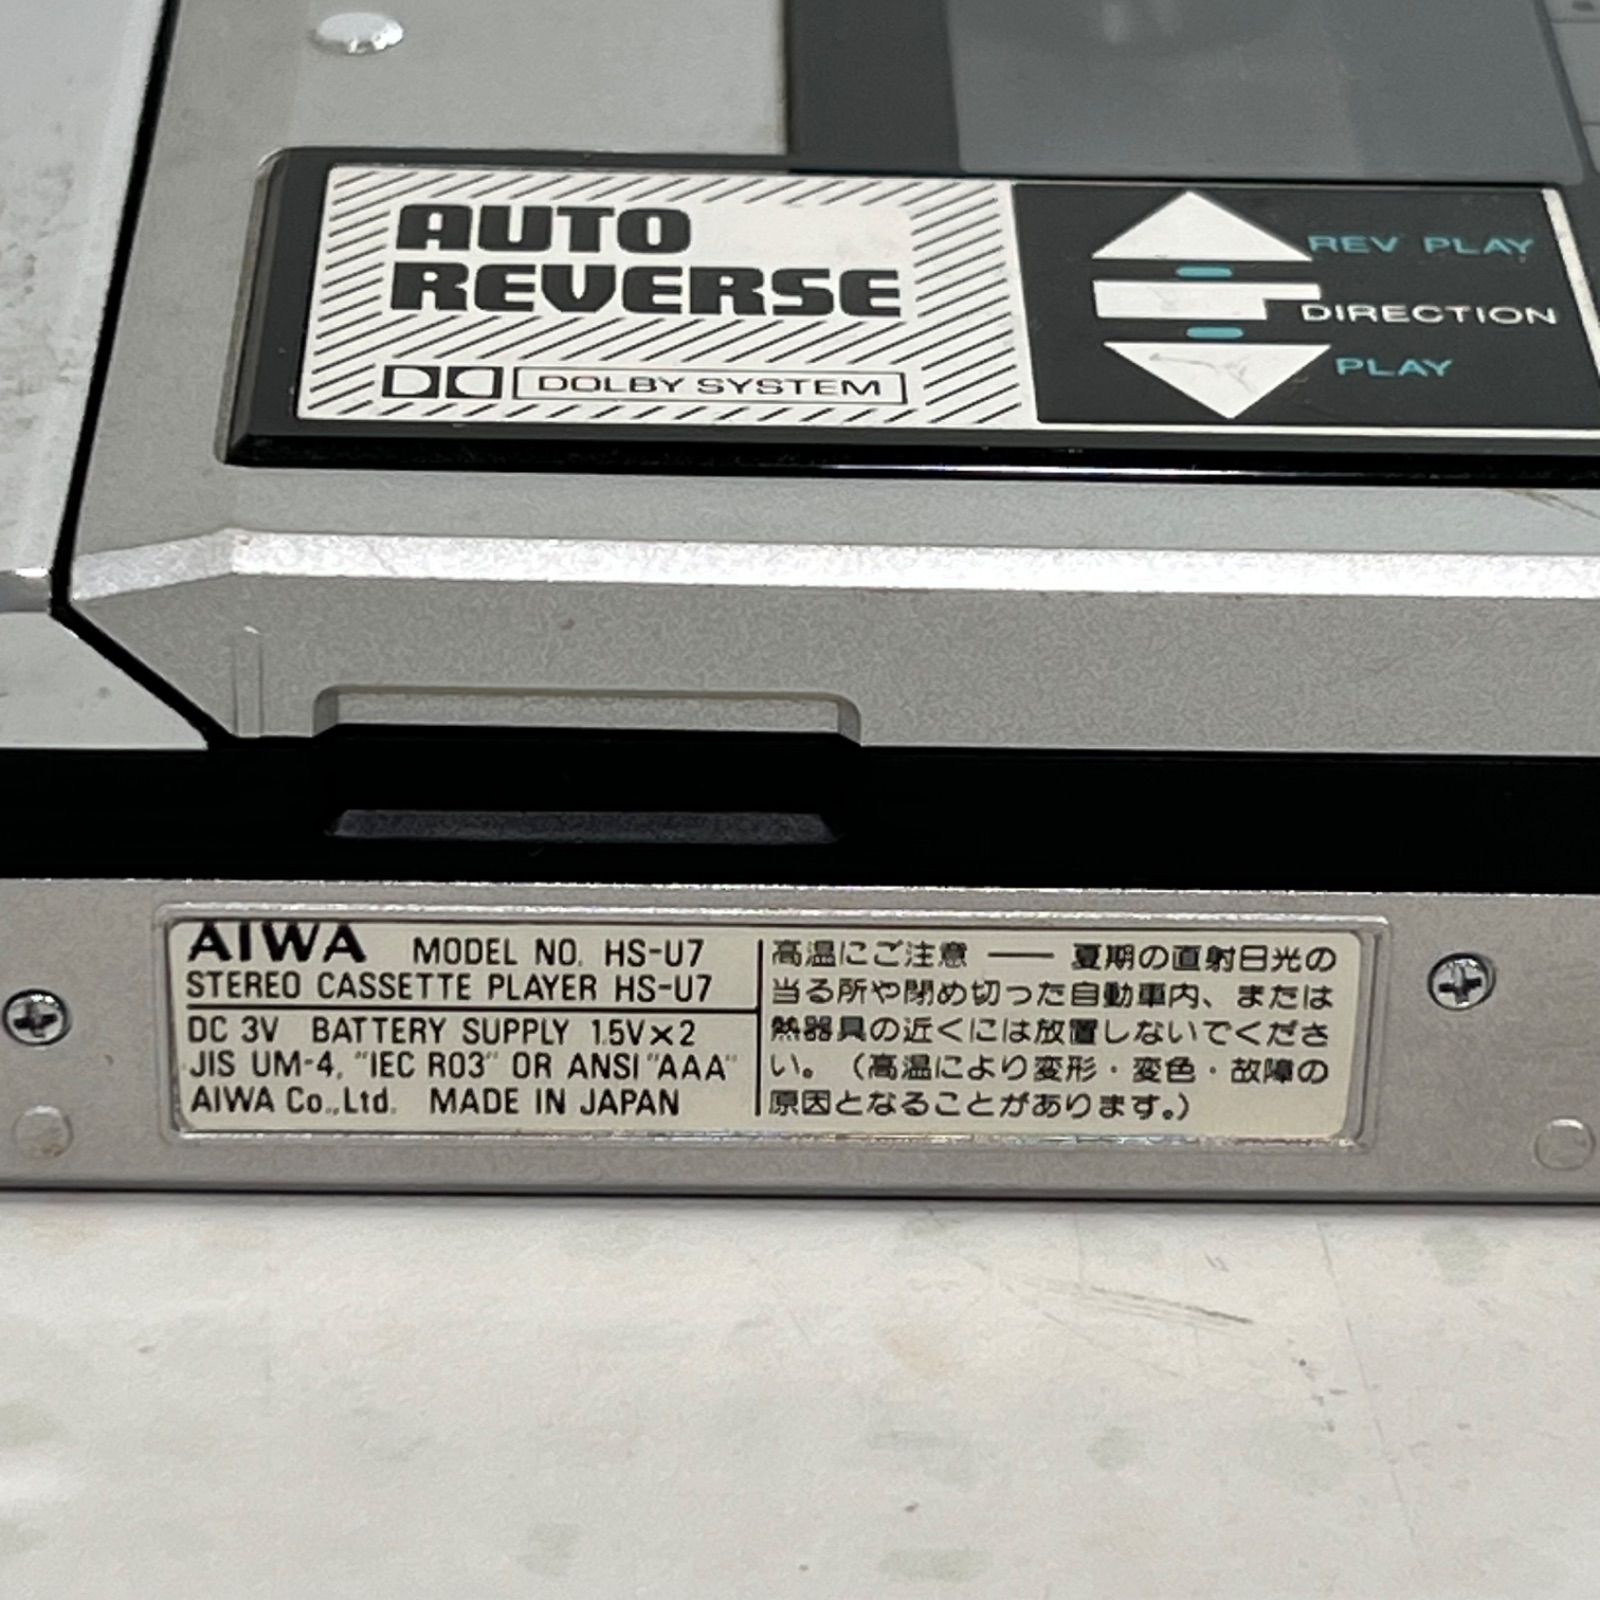 AUTO
REVERSE
DOLBY SYSTEM
REV PLAY
DIRECTION
PLAY
AIWA MODEL NO. HS-U7
STEREO CASSETTE PLAYER HS-U7
DC 3V BATTERY SUPPLY 1.5V×2
JIS UM-4, "IEC R03" OR ANSI "AAA"
AIWA Co.,Ltd. MADE IN JAPAN
高温にご注意 —— 夏期の直射日光の
当る所や閉め切った自動車内、または
熱器具の近くには放置しないでくださ
い。（高温により変形・変色・故障の
原因となることがあります。）